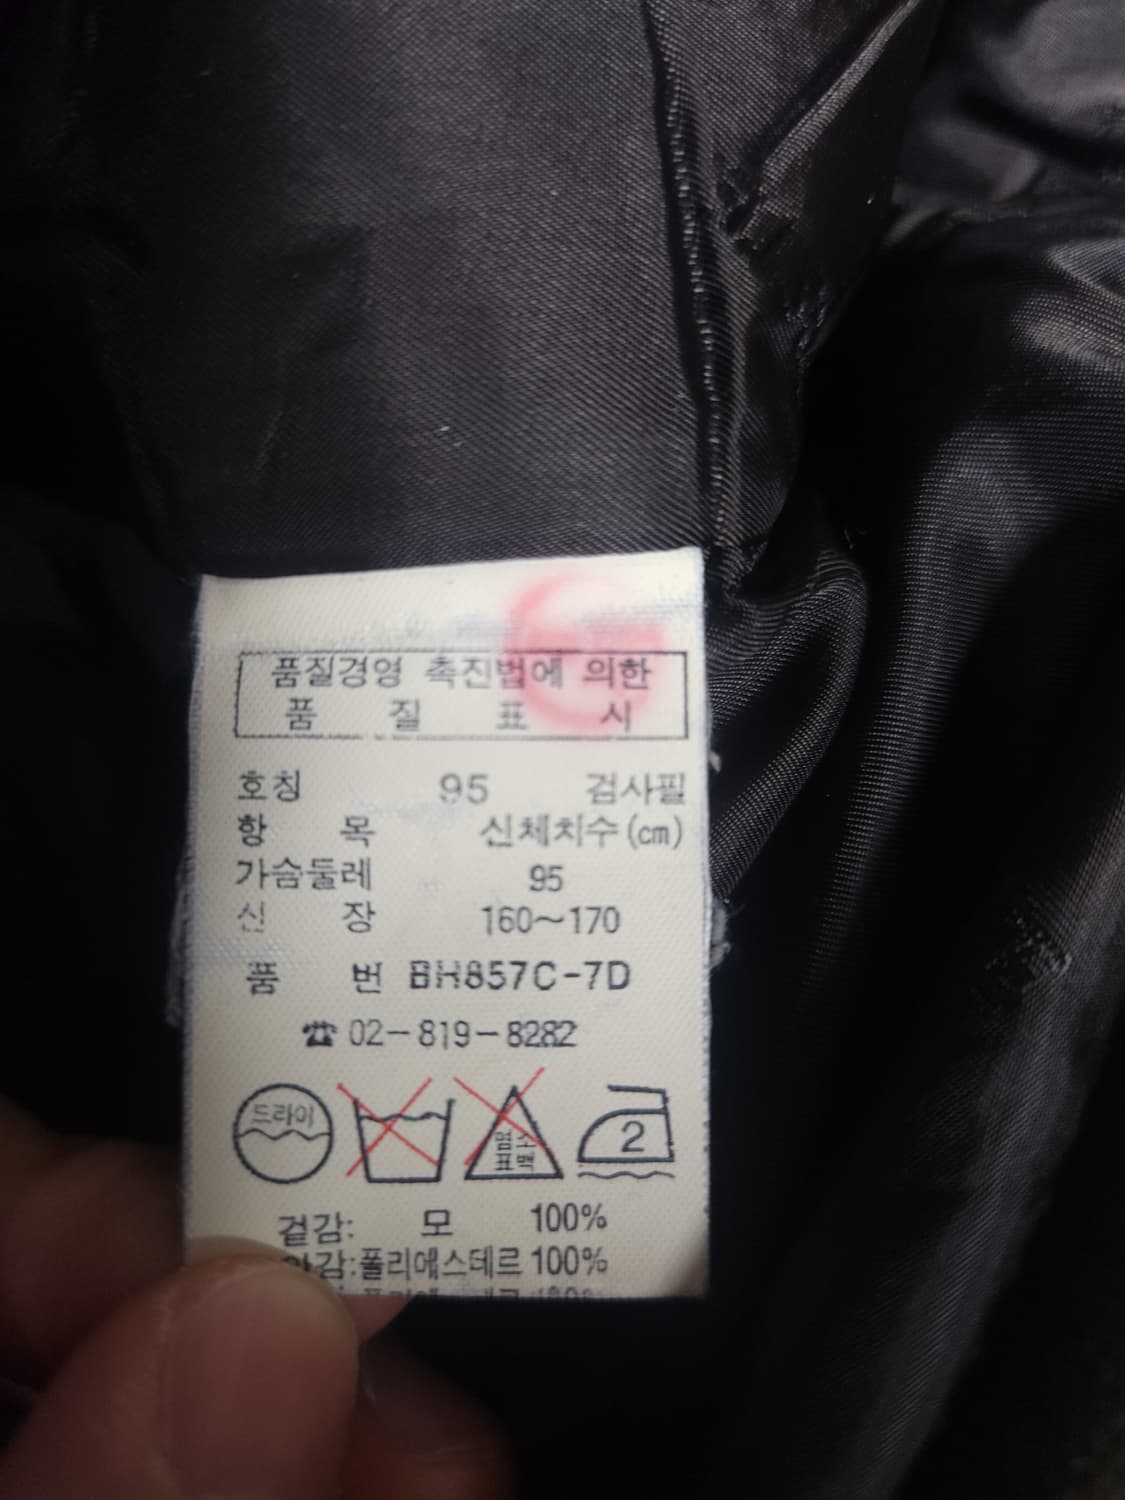 품질경영 촉진법에 의한
품 질 표 시
호칭 95 검사필
항 목 신체치수(cm)
가슴둘레 95
신 장 160~170
품 번 BH857C-7D
☎ 02-819-8282
드라이
염소
표백
2
겉감: 모 100%
안감:폴리에스테르 100%